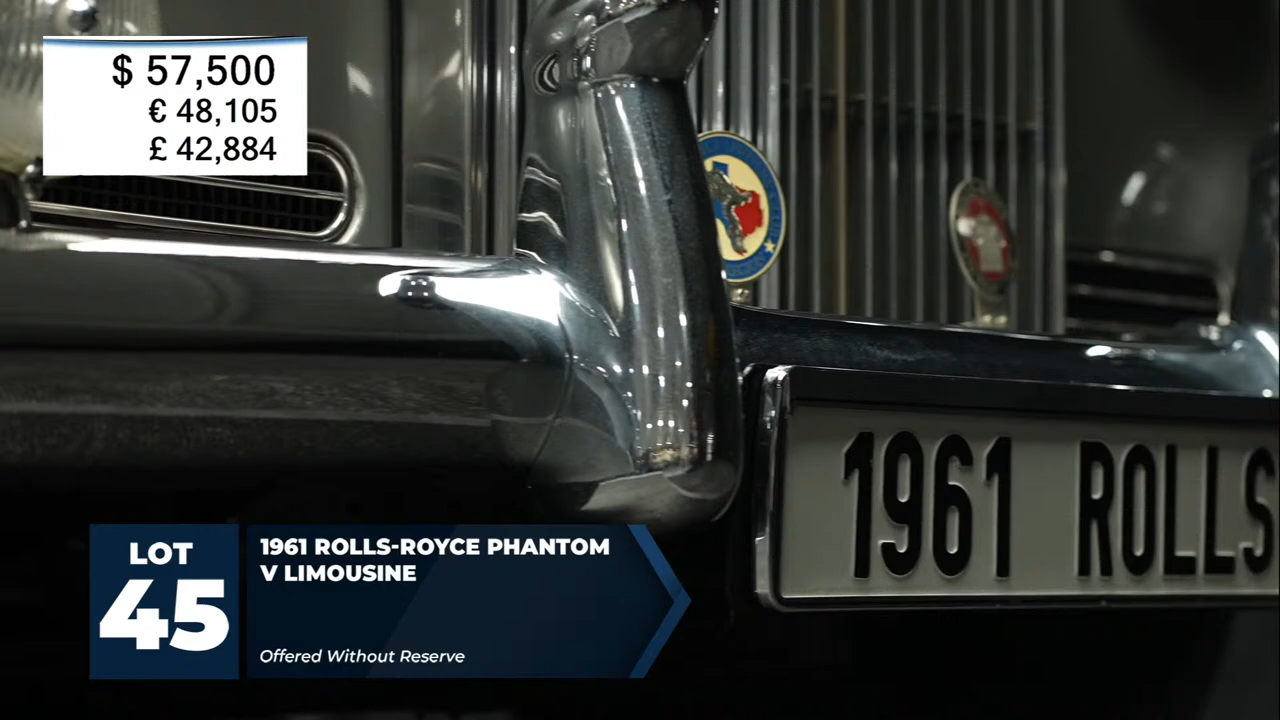 $ 57,500
€ 48,105
£ 42,884
1961 ROLLS
LOT
45
1961 ROLLS-ROYCE PHANTOM
V LIMOUSINE
Offered Without Reserve